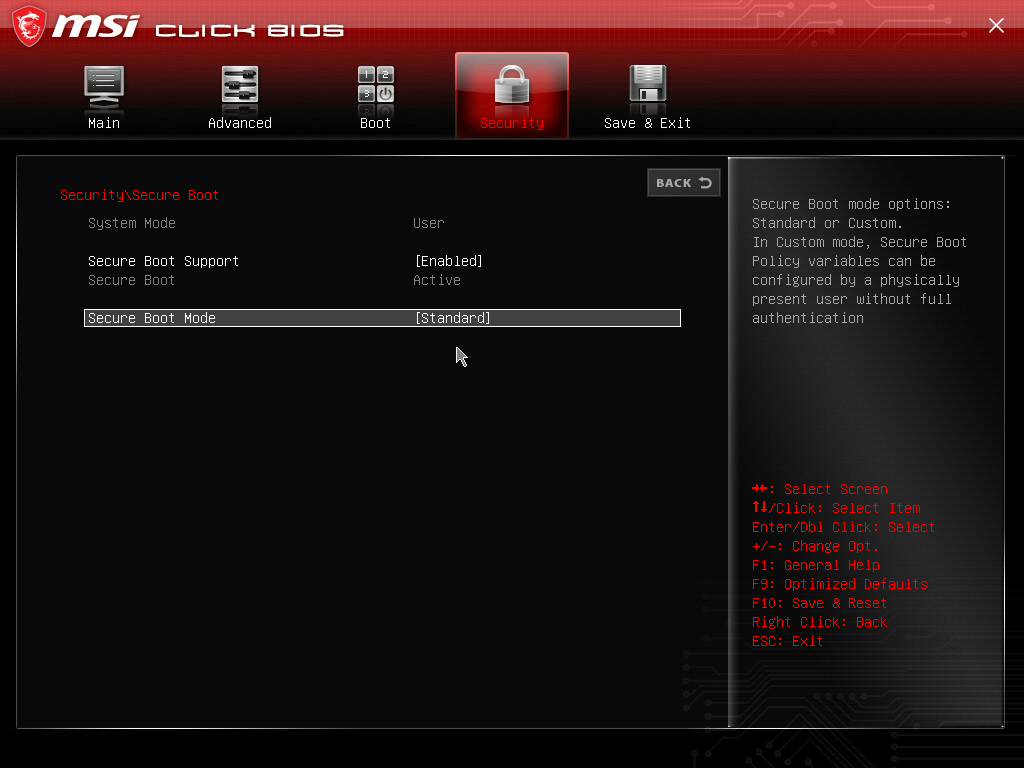 msi CLICK BIOS
Main
Advanced
1 2
3
Boot
Security
Save & Exit
BACK
Security\Secure Boot
System Mode User
Secure Boot Support [Enabled]
Secure Boot Active
Secure Boot Mode [Standard]
Secure Boot mode options:
Standard or Custom.
In Custom mode, Secure Boot
Policy variables can be
configured by a physically
present user without full
authentication
→←: Select Screen
↑↓/Click: Select Item
Enter/Dbl Click: Select
+/-: Change Opt.
F1: General Help
F9: Optimized Defaults
F10: Save & Reset
Right Click: Back
ESC: Exit